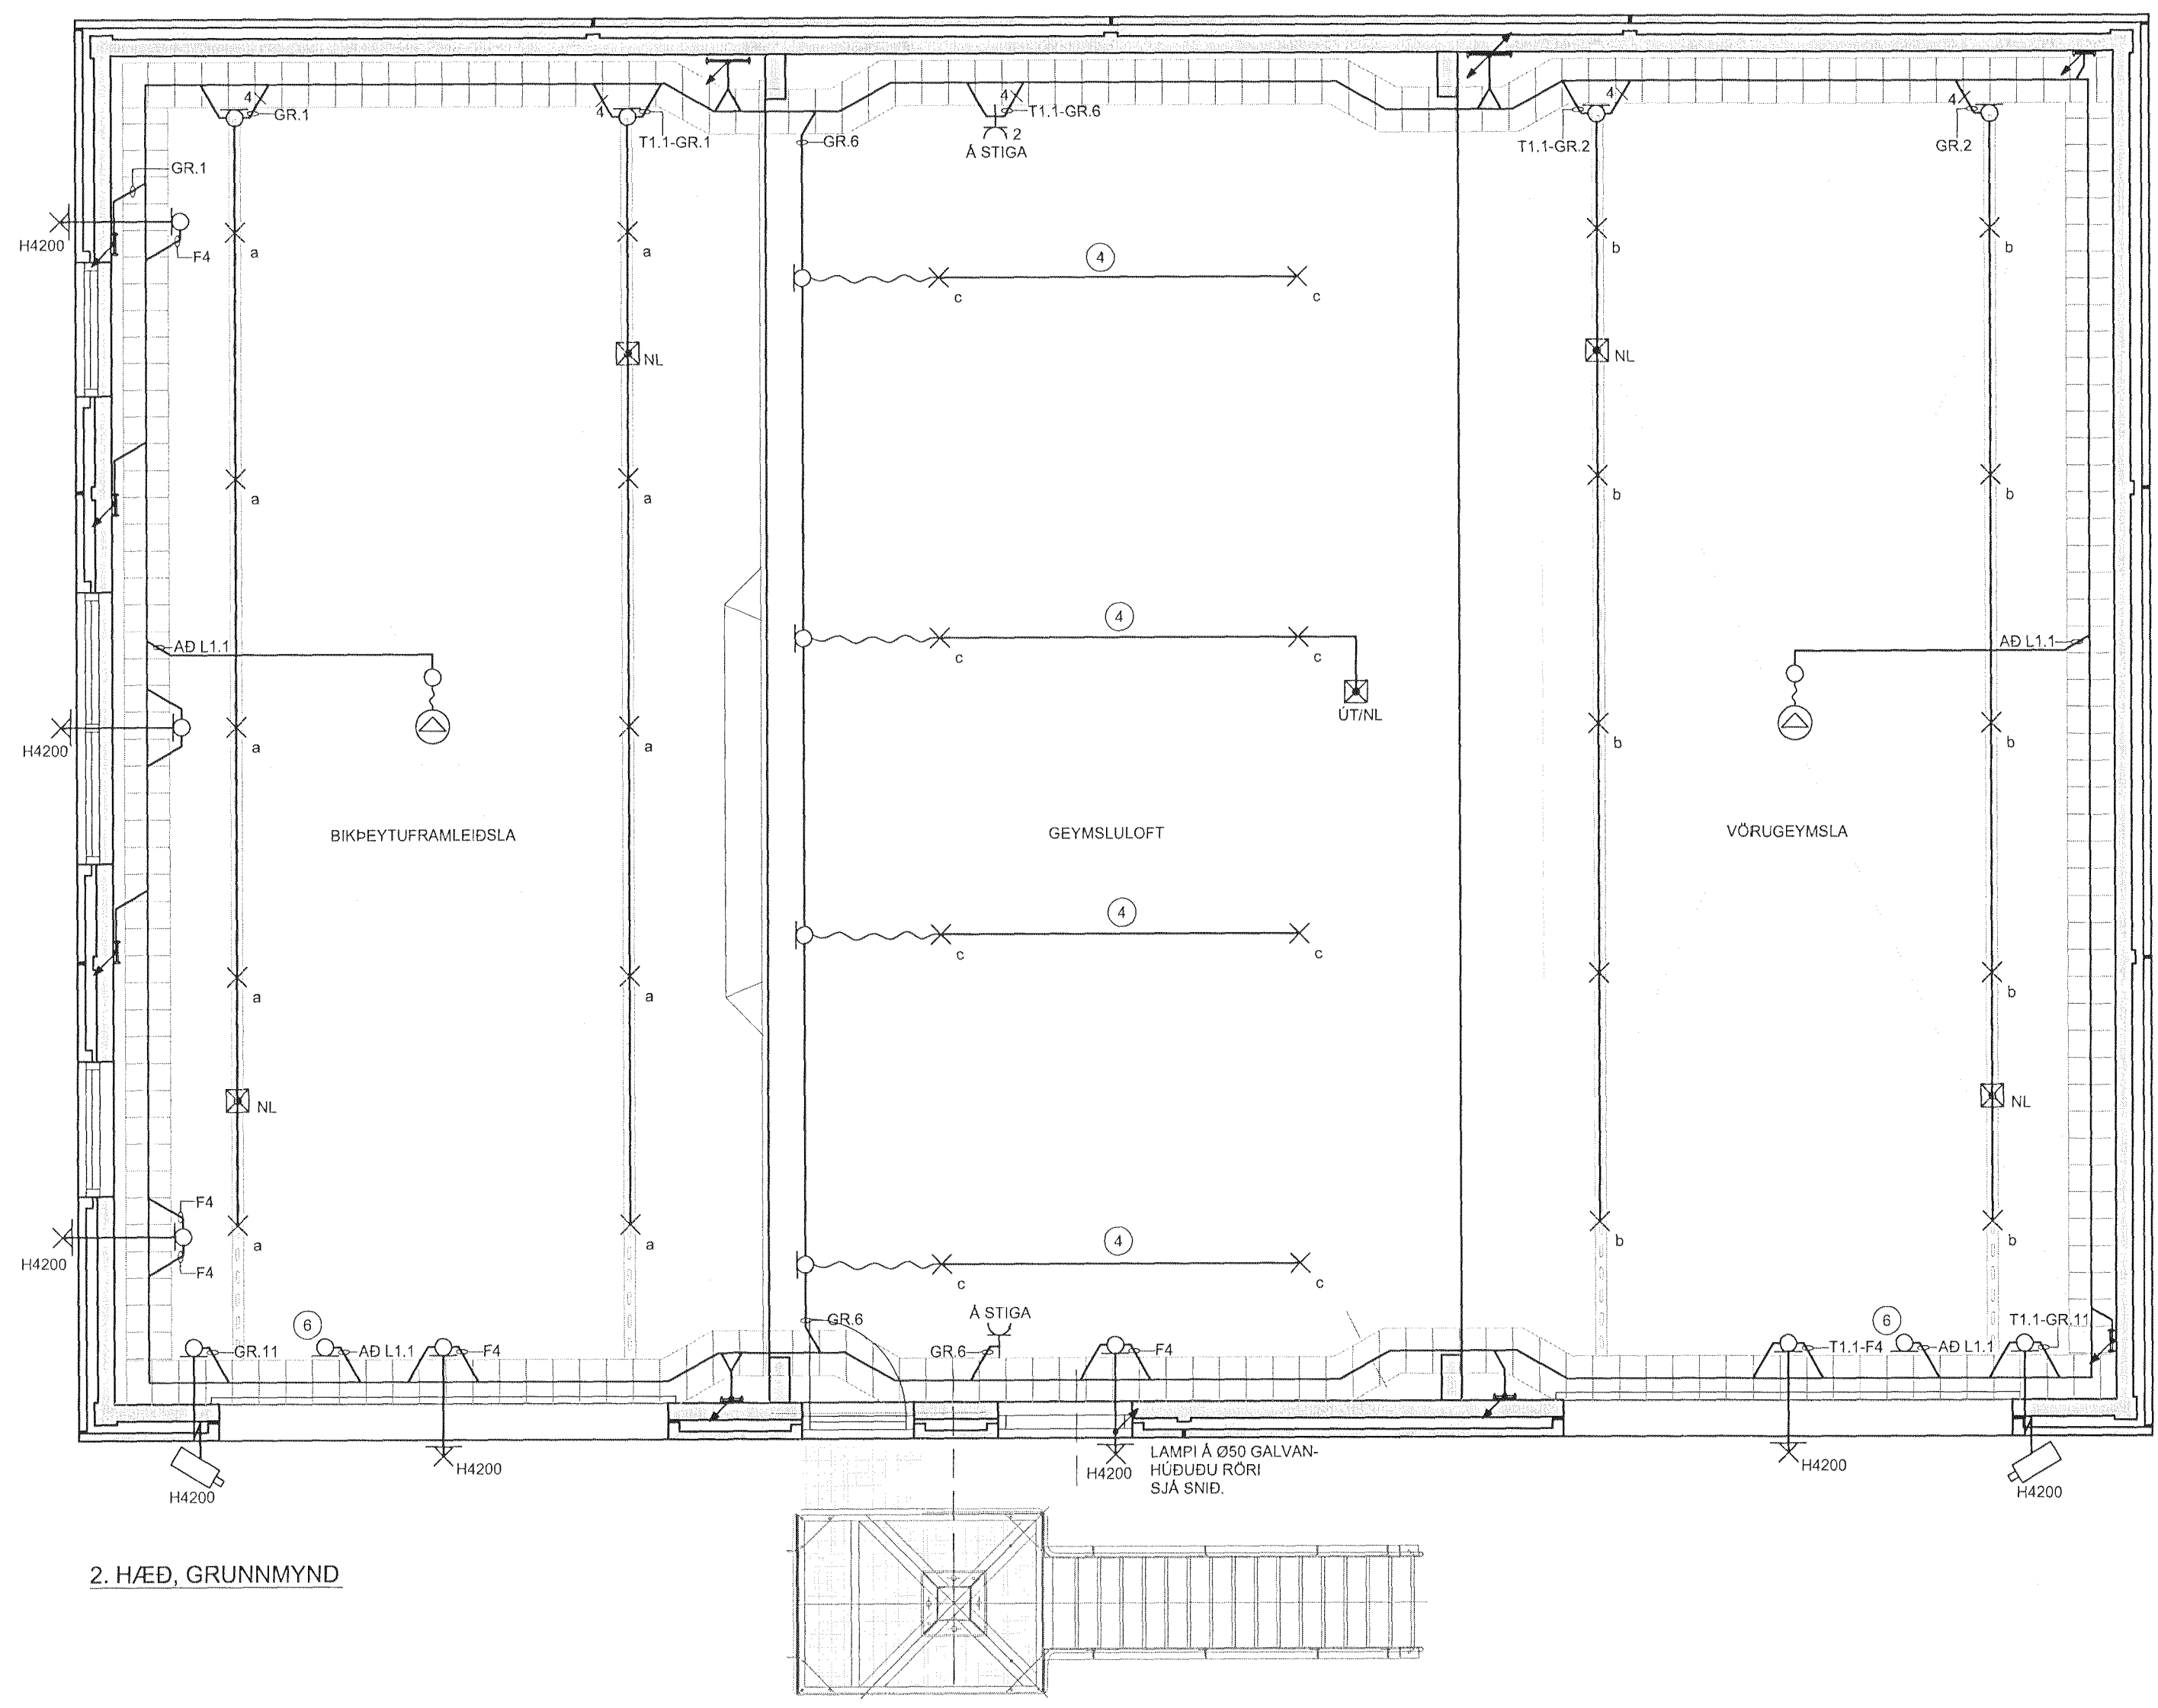 4
GR.1
4
T1.1-GR.1
GR.6
4
T1.1-GR.6
2
Á STIGA
4
T1.1-GR.2
4
GR.2
GR.1
H4200
F4
a
a
b
b
4
c
c
NL
NL
a
a
b
b
AÐ L1.1
4
c
c
AÐ L1.1
ÚT/NL
H4200
a
a
b
b
BIKÞEYTUFRAMLEIÐSLA
GEYMSLULOFT
VÖRUGEYMSLA
4
c
c
a
a
b
NL
NL
F4
H4200
F4
a
a
4
c
c
b
b
6
GR.11
AÐ L1.1
F4
GR.6
Á STIGA
GR.6
F4
T1.1-F4
6
AÐ L1.1
T1.1-GR.11
H4200
H4200
H4200
LAMPI Á Ø50 GALVAN-
HÚÐUÐU RÖRI
SJÁ SNIÐ.
H4200
H4200
2. HÆÐ, GRUNNMYND